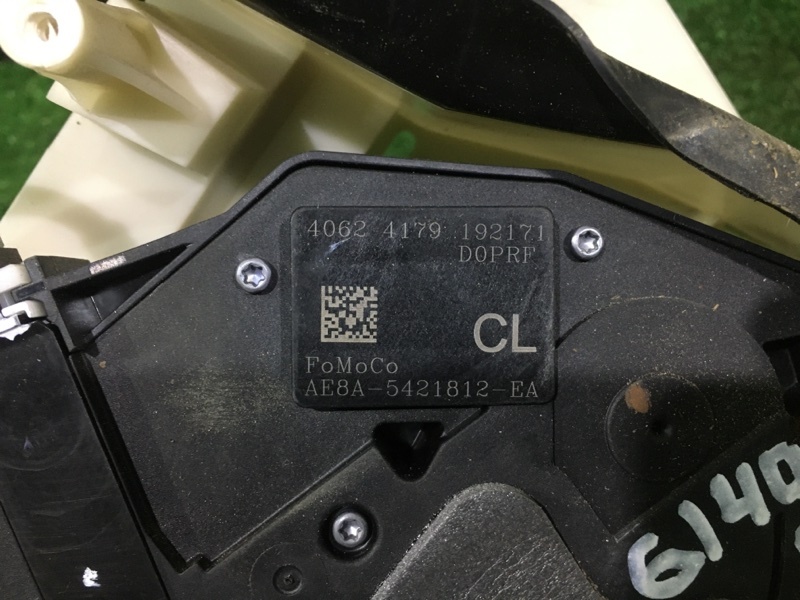 4062 4179 192171
D0PRF
CL
FoMoCo
AE8A-5421812-EA
6140